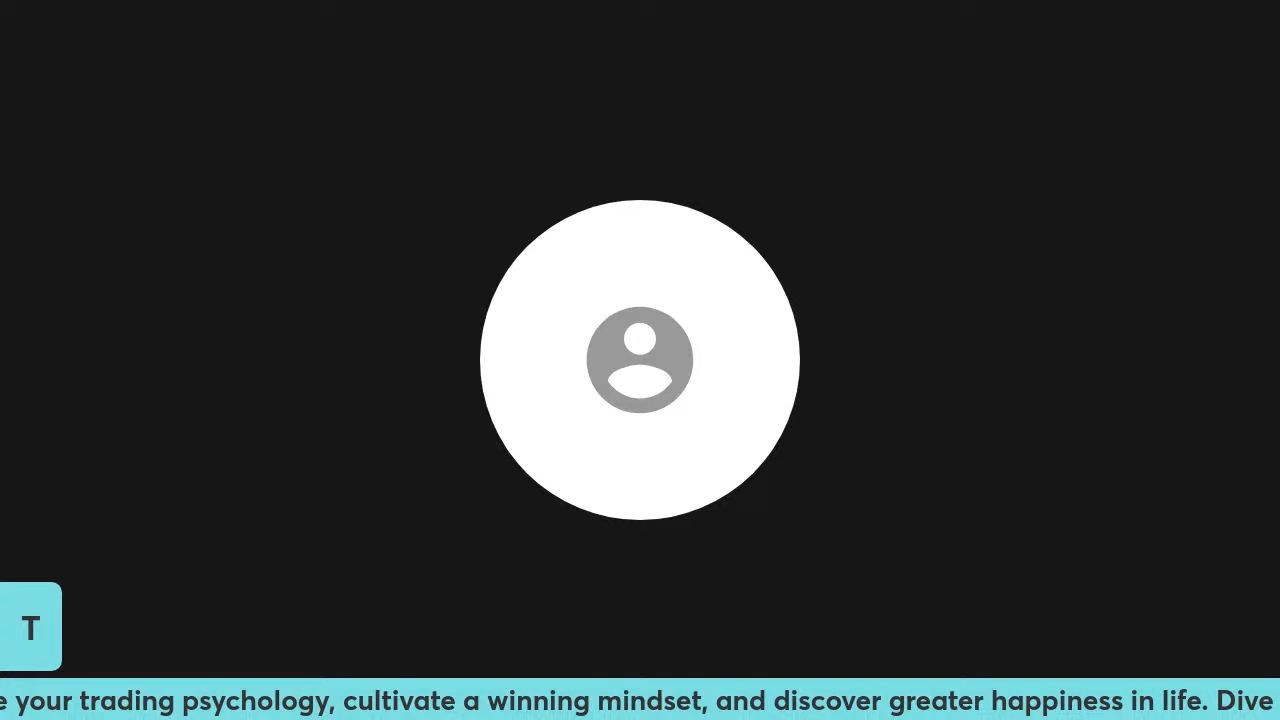 T
your trading psychology, cultivate a winning mindset, and discover greater happiness in life. Dive